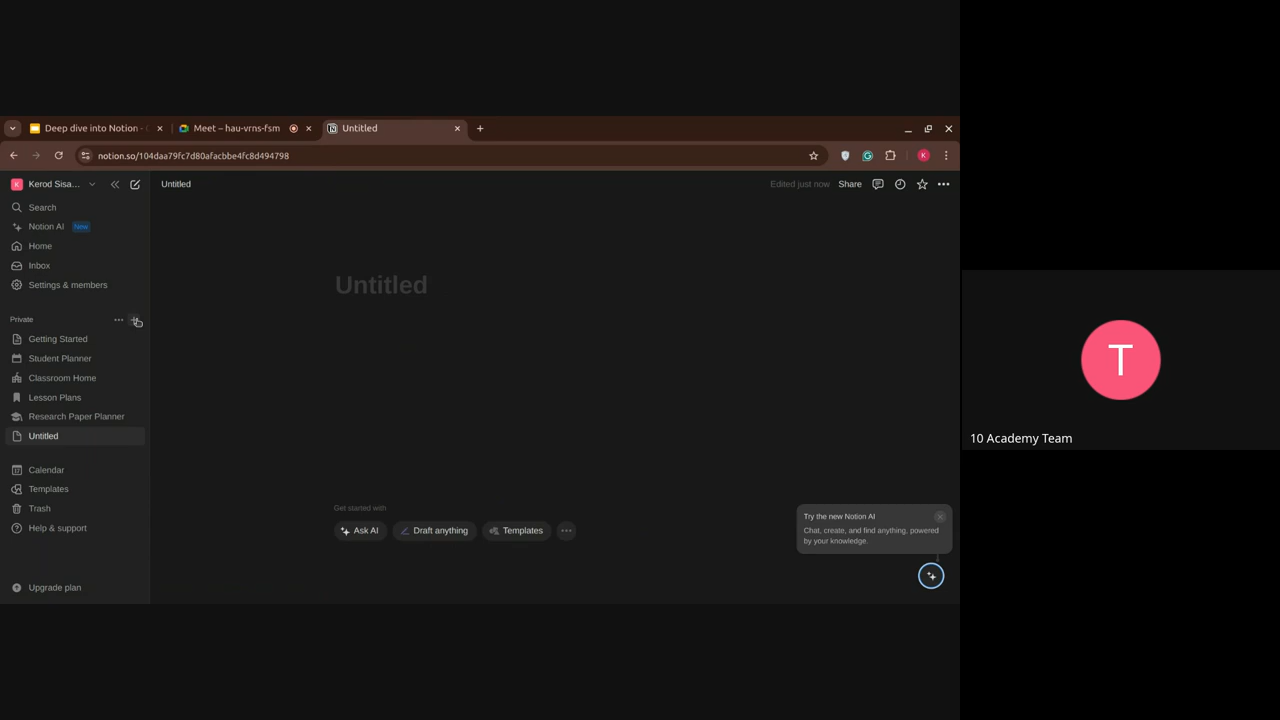 Deep dive into Notion -
Meet – hau-vrns-fsm
Untitled
notion.so/104daa79fc7d80afacbbe4fc8d494798
K
K
Kerod Sisa...
Untitled
Edited just now
Share
Search
Notion AI
New
Home
Inbox
Settings & members
Untitled
Private
Getting Started
Student Planner
Classroom Home
Lesson Plans
Research Paper Planner
Untitled
Calendar
Templates
Trash
Help & support
Upgrade plan
Get started with
Ask AI
Draft anything
Templates
Try the new Notion AI
Chat, create, and find anything, powered
by your knowledge.
T
10 Academy Team